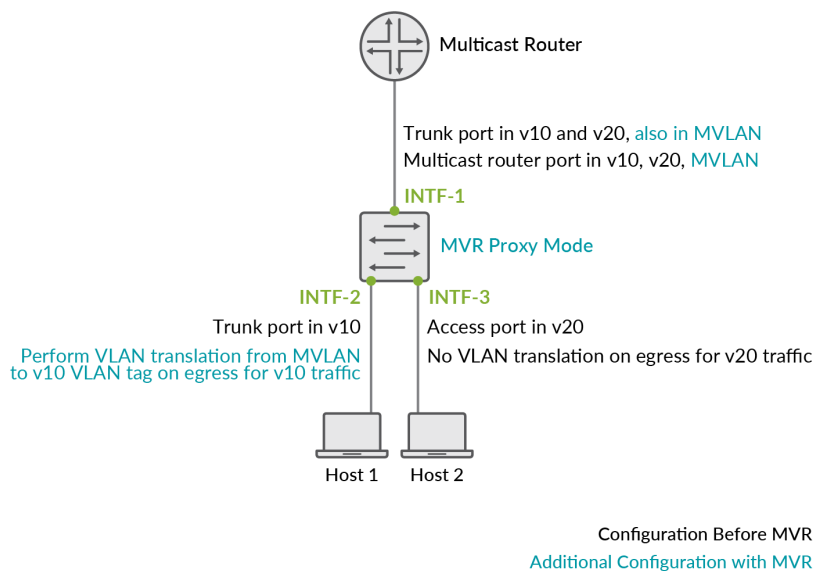 Multicast Router
Trunk port in v10 and v20, also in MVLAN
Multicast router port in v10, v20, MVLAN
INTF-1
MVR Proxy Mode
INTF-2
INTF-3
Trunk port in v10
Access port in v20
Perform VLAN translation from MVLAN
to v10 VLAN tag on egress for v10 traffic
No VLAN translation on egress for v20 traffic
Host 1
Host 2
Configuration Before MVR
Additional Configuration with MVR